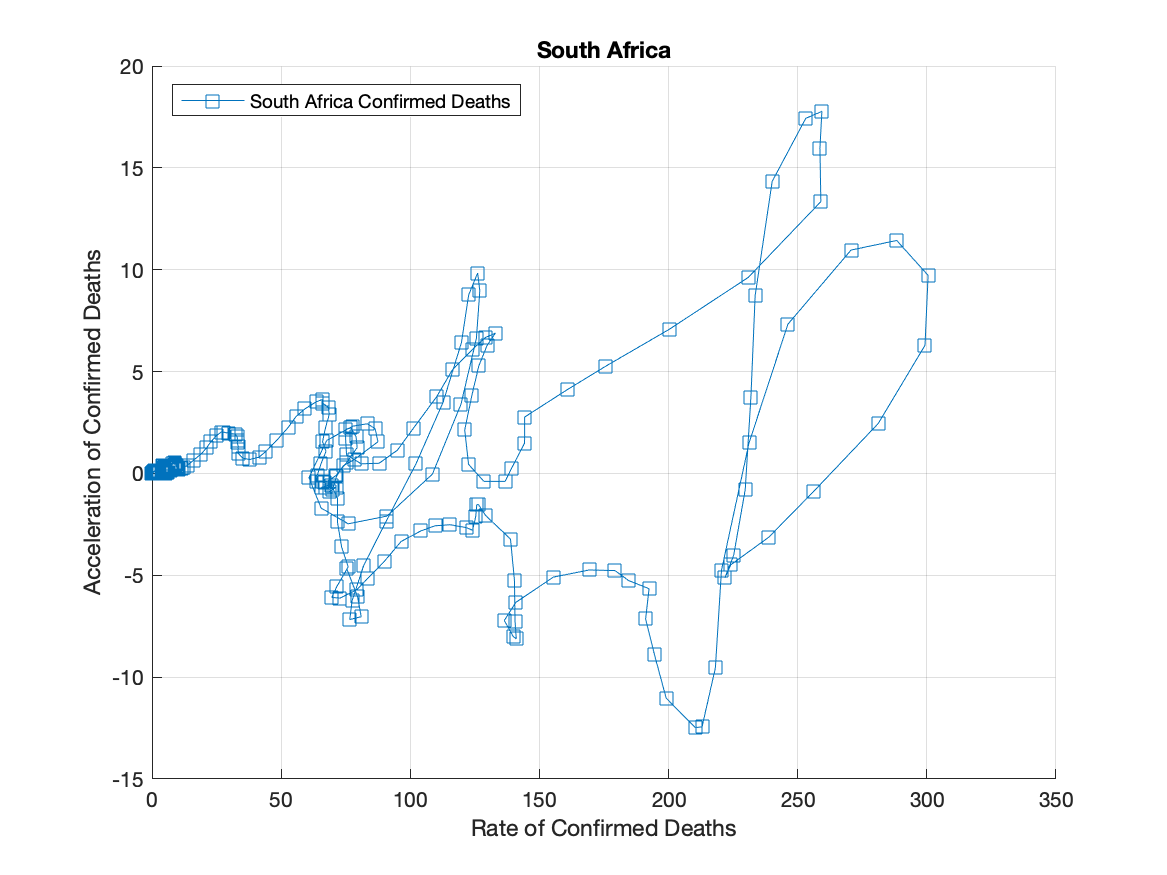 South Africa
20
South Africa Confirmed Deaths
15
10
5
0
-5
-10
-15
0 50 100 150 200 250 300 350
Rate of Confirmed Deaths
Acceleration of Confirmed Deaths